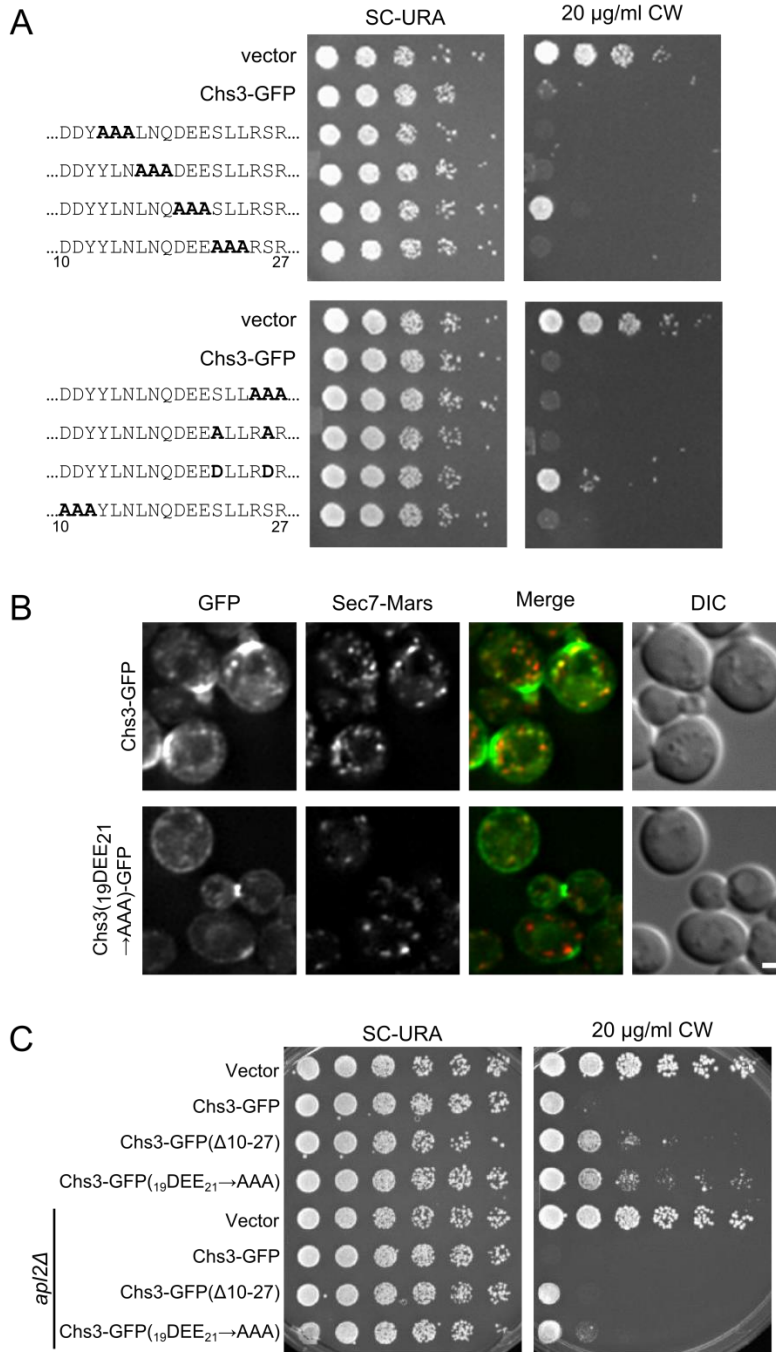 A
SC-URA 20 µg/ml CW
vector
Chs3-GFP
...DDYAAALNQDEESLLRSR...
...DDYYLNAAADEESLLRSR...
...DDYYLNLNQAAASLLRSR...
...DDYYLNLNQDEEAAARSR...
10 27
vector
Chs3-GFP
...DDYYLNLNQDEESLLAAA...
...DDYYLNLNQDEEALLRAR...
...DDYYLNLNQDEEDLLRDR...
...AAAYLNLNQDEESLLRSR...
10 27
B
GFP Sec7-Mars Merge DIC
Chs3-GFP
Chs3(₁₉DEE₂₁
→AAA)-GFP
C
SC-URA 20 µg/ml CW
Vector
Chs3-GFP
Chs3-GFP(Δ10-27)
Chs3-GFP(₁₉DEE₂₁→AAA)
apl2Δ
Vector
Chs3-GFP
Chs3-GFP(Δ10-27)
Chs3-GFP(₁₉DEE₂₁→AAA)